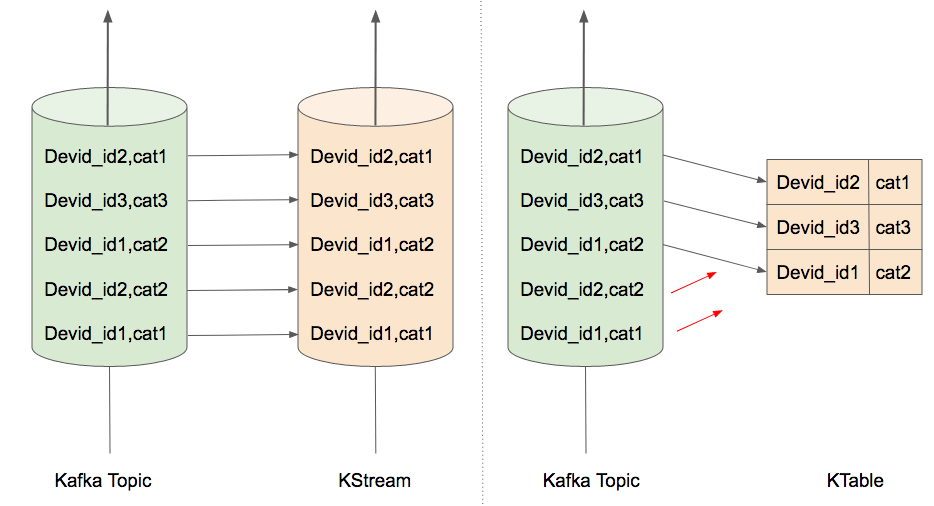 Devid_id2,cat1
Devid_id3,cat3
Devid_id1,cat2
Devid_id2,cat2
Devid_id1,cat1
Kafka Topic
Devid_id2,cat1
Devid_id3,cat3
Devid_id1,cat2
Devid_id2,cat2
Devid_id1,cat1
KStream
Devid_id2,cat1
Devid_id3,cat3
Devid_id1,cat2
Devid_id2,cat2
Devid_id1,cat1
Kafka Topic
Devid_id2 cat1
Devid_id3 cat3
Devid_id1 cat2
KTable